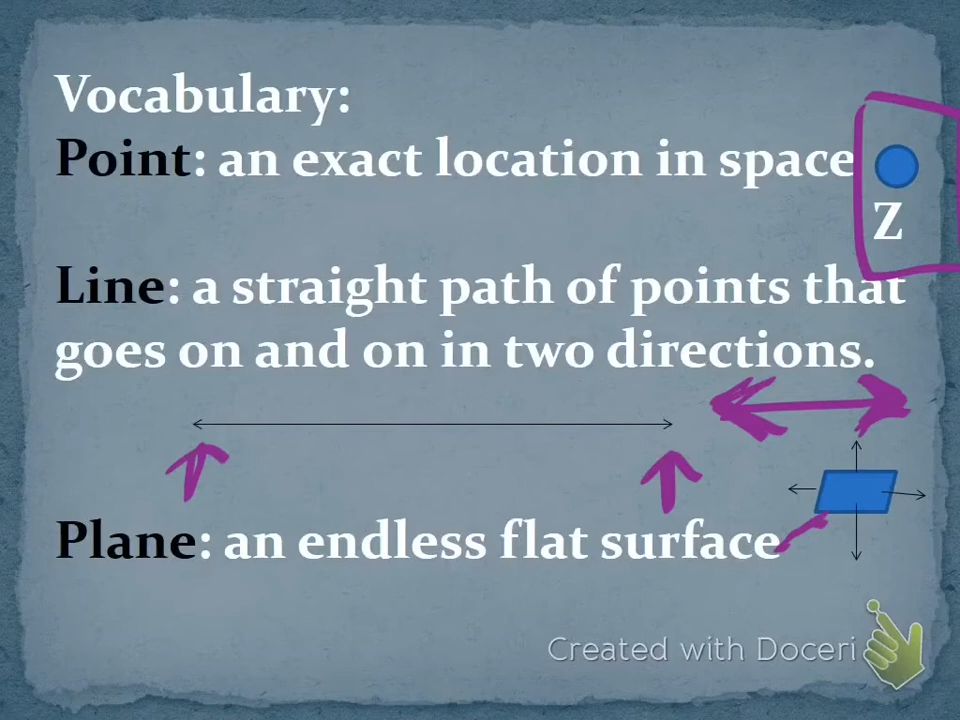 Vocabulary:
Point: an exact location in space
Z
Line: a straight path of points that
goes on and on in two directions.
Plane: an endless flat surface
Created with Doceri